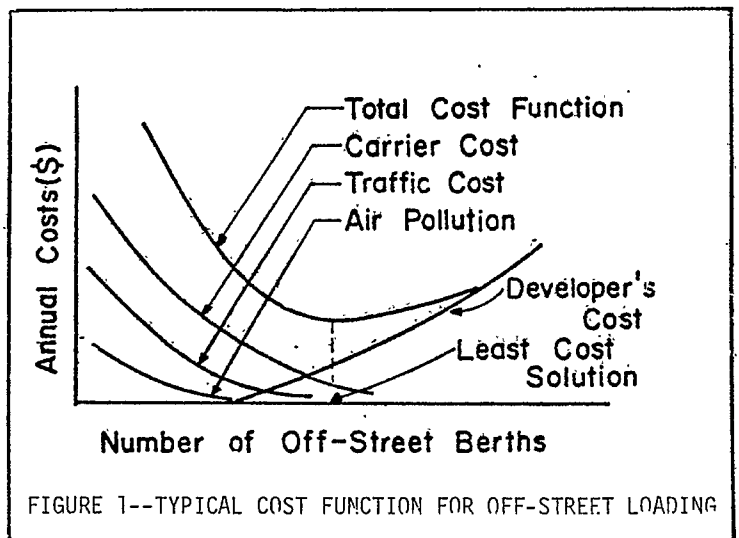 Total Cost Function
Carrier Cost
Traffic Cost
Air Pollution
Annual Costs($)
Developer's
Cost
Least Cost
Solution
Number of Off-Street Berths
FIGURE 1--TYPICAL COST FUNCTION FOR OFF-STREET LOADING